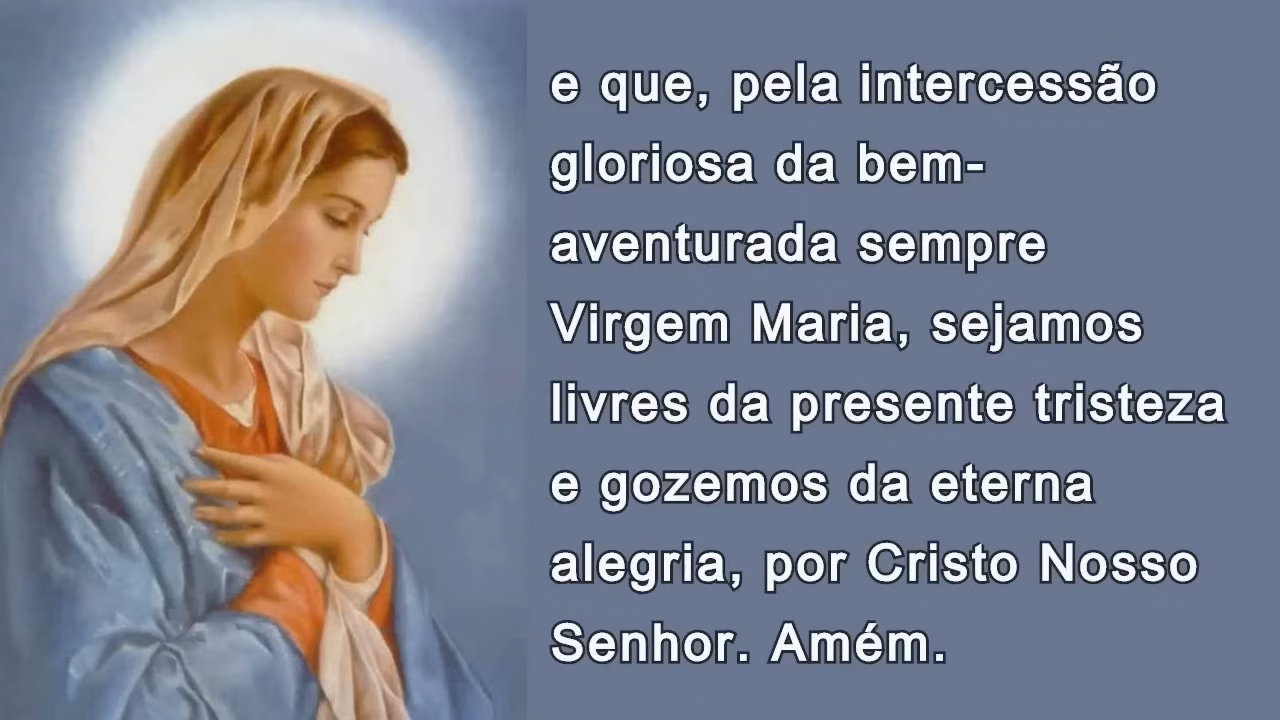 e que, pela intercessão
gloriosa da bem-
aventurada sempre
Virgem Maria, sejamos
livres da presente tristeza
e gozemos da eterna
alegria, por Cristo Nosso
Senhor. Amém.